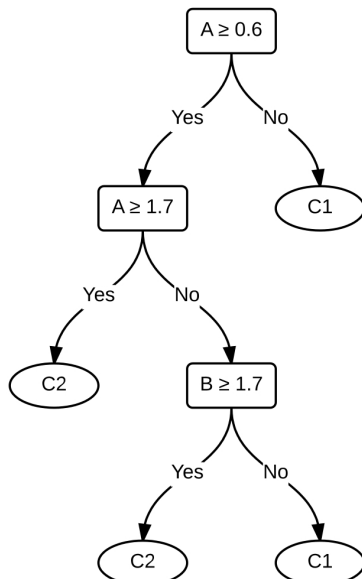 A ≥ 0.6
Yes
No
A ≥ 1.7
C1
Yes
No
C2
B ≥ 1.7
Yes
No
C2
C1